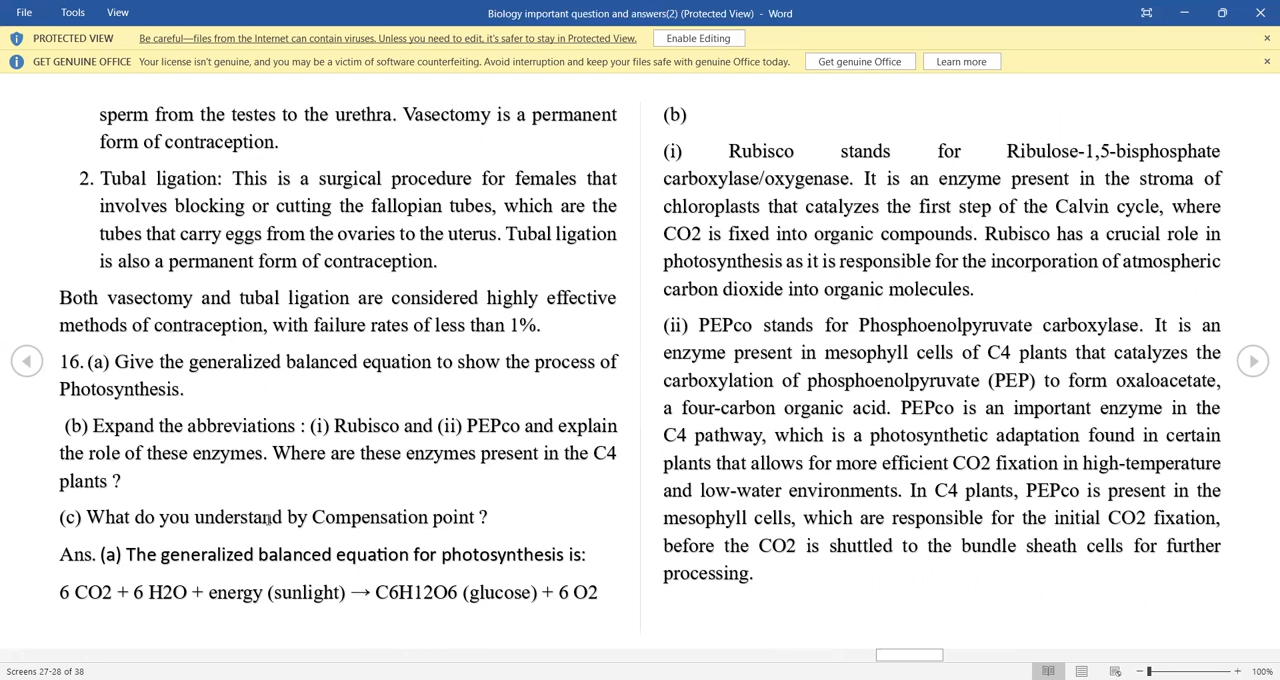 File Tools View Biology important question and answers(2) (Protected View) - Word
PROTECTED VIEW Be careful—files from the Internet can contain viruses. Unless you need to edit, it's safer to stay in Protected View. Enable Editing
GET GENUINE OFFICE Your license isn't genuine, and you may be a victim of software counterfeiting. Avoid interruption and keep your files safe with genuine Office today. Get genuine Office Learn more
sperm from the testes to the urethra. Vasectomy is a permanent
form of contraception.
2. Tubal ligation: This is a surgical procedure for females that
involves blocking or cutting the fallopian tubes, which are the
tubes that carry eggs from the ovaries to the uterus. Tubal ligation
is also a permanent form of contraception.
Both vasectomy and tubal ligation are considered highly effective
methods of contraception, with failure rates of less than 1%.
16. (a) Give the generalized balanced equation to show the process of
Photosynthesis.
(b) Expand the abbreviations : (i) Rubisco and (ii) PEPco and explain
the role of these enzymes. Where are these enzymes present in the C4
plants ?
(c) What do you understand by Compensation point ?
Ans. (a) The generalized balanced equation for photosynthesis is:
6 CO2 + 6 H2O + energy (sunlight) → C6H12O6 (glucose) + 6 O2
(b)
(i) Rubisco stands for Ribulose-1,5-bisphosphate
carboxylase/oxygenase. It is an enzyme present in the stroma of
chloroplasts that catalyzes the first step of the Calvin cycle, where
CO2 is fixed into organic compounds. Rubisco has a crucial role in
photosynthesis as it is responsible for the incorporation of atmospheric
carbon dioxide into organic molecules.
(ii) PEPco stands for Phosphoenolpyruvate carboxylase. It is an
enzyme present in mesophyll cells of C4 plants that catalyzes the
carboxylation of phosphoenolpyruvate (PEP) to form oxaloacetate,
a four-carbon organic acid. PEPco is an important enzyme in the
C4 pathway, which is a photosynthetic adaptation found in certain
plants that allows for more efficient CO2 fixation in high-temperature
and low-water environments. In C4 plants, PEPco is present in the
mesophyll cells, which are responsible for the initial CO2 fixation,
before the CO2 is shuttled to the bundle sheath cells for further
processing.
Screens 27-28 of 38 100%